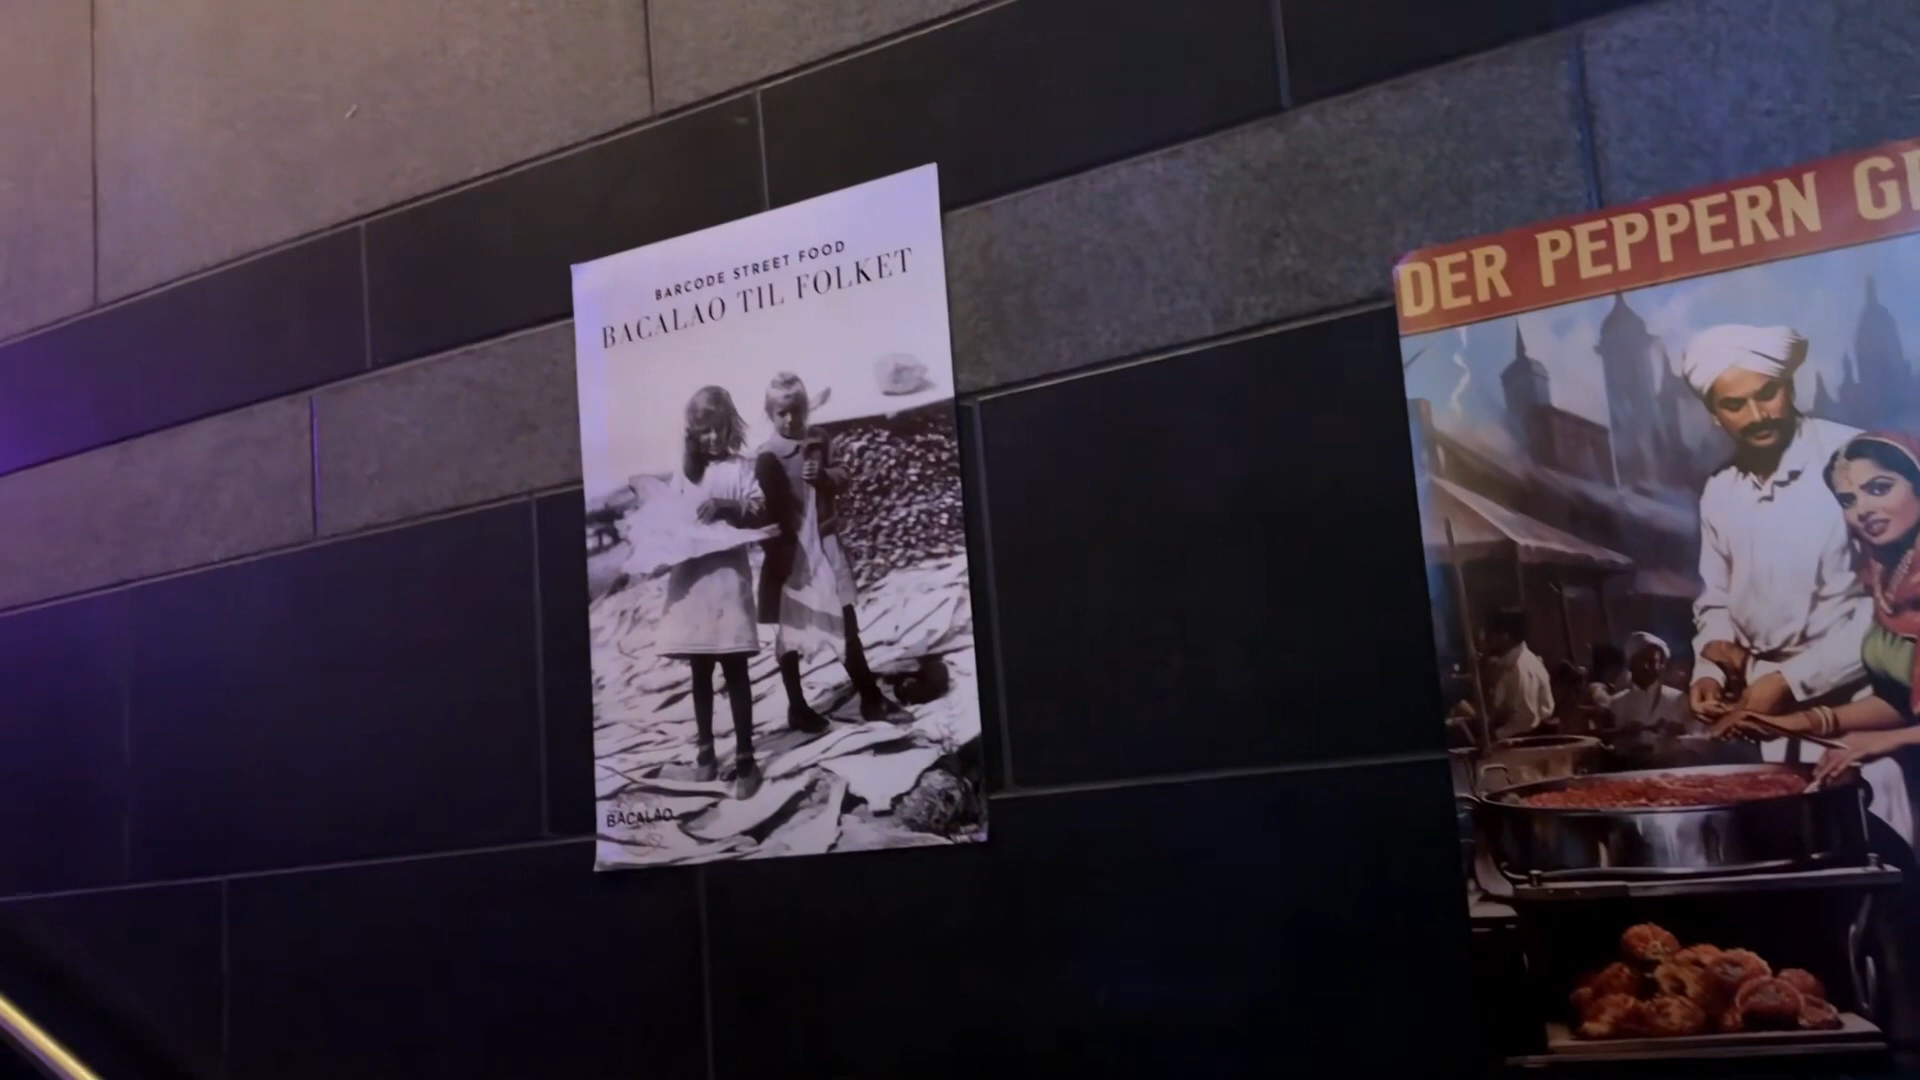 BARCODE STREET FOOD
BACALAO TIL FOLKET
BACALAO
DER PEPPERN